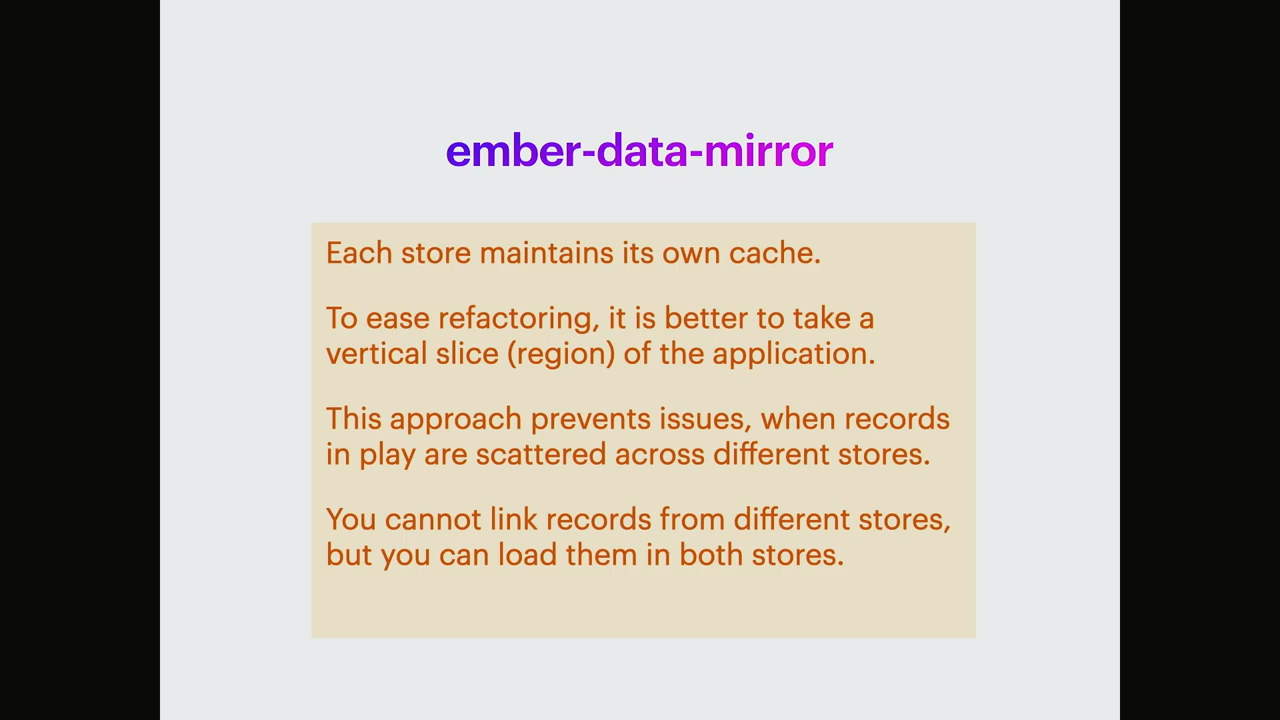 ember-data-mirror
Each store maintains its own cache.
To ease refactoring, it is better to take a
vertical slice (region) of the application.
This approach prevents issues, when records
in play are scattered across different stores.
You cannot link records from different stores,
but you can load them in both stores.